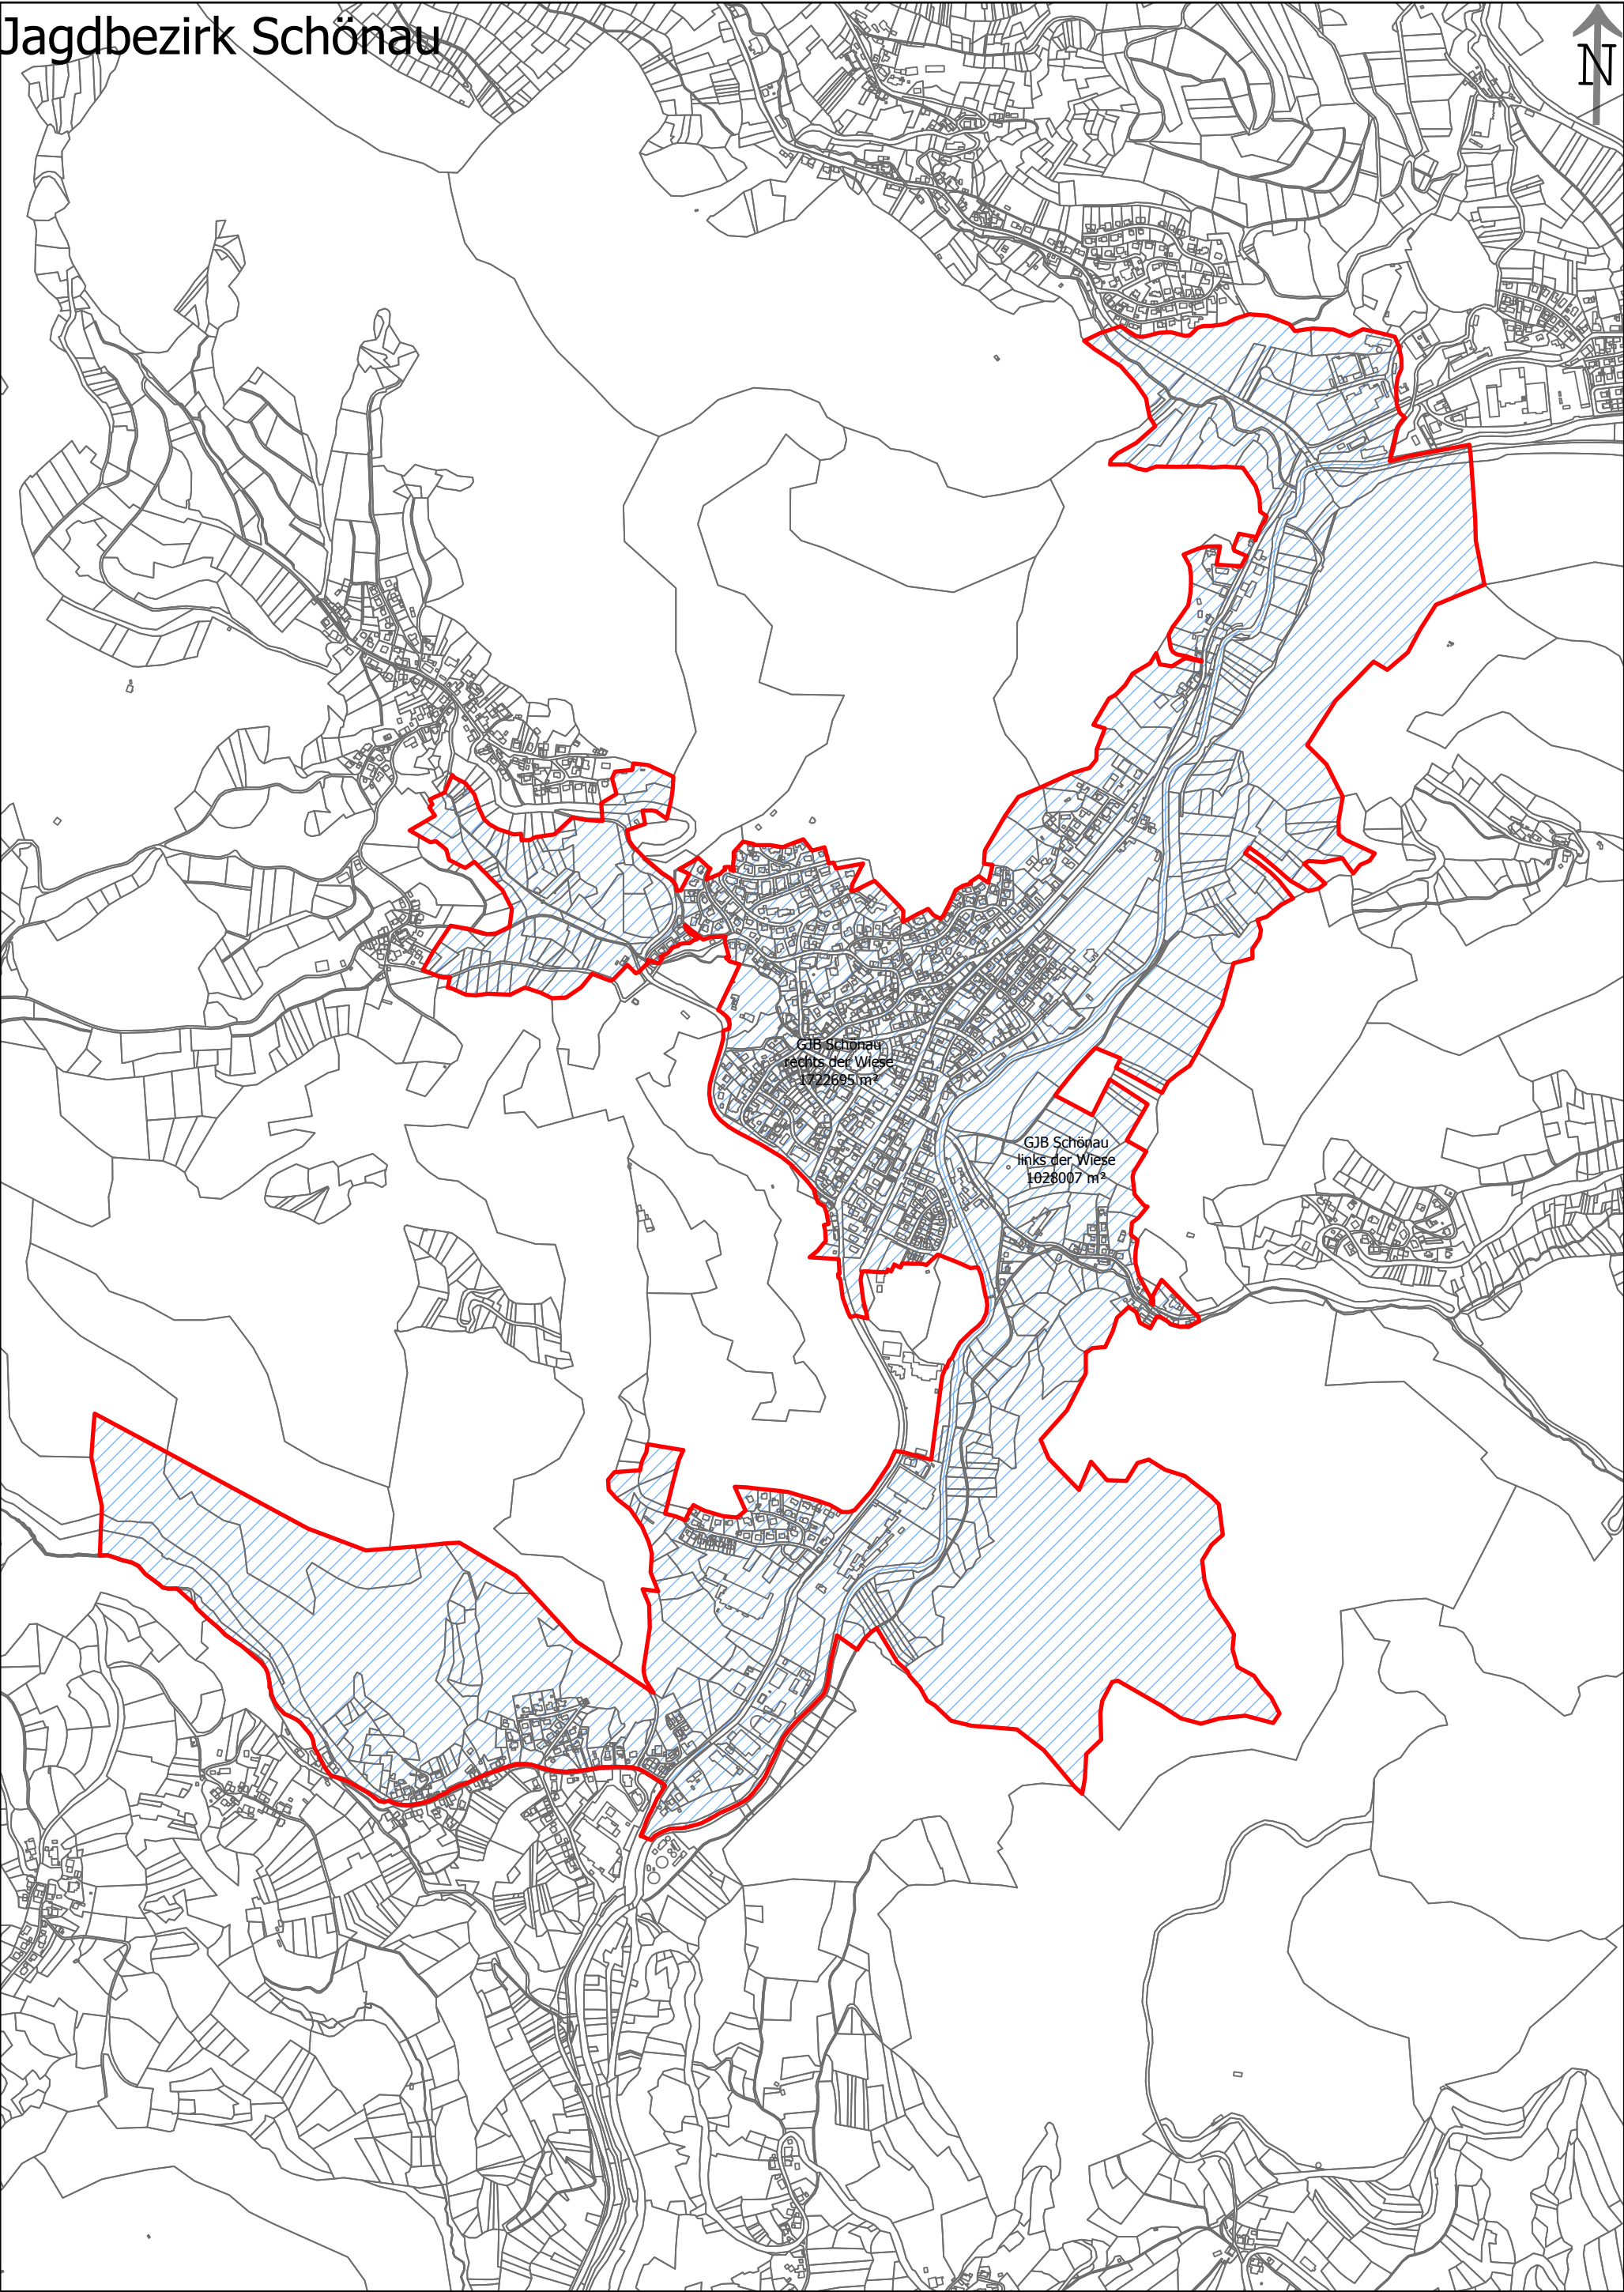 Jagdbezirk Schönau
N
GJB Schönau
rechts der Wiese
1722695 m²
GJB Schönau
links der Wiese
1028007 m²